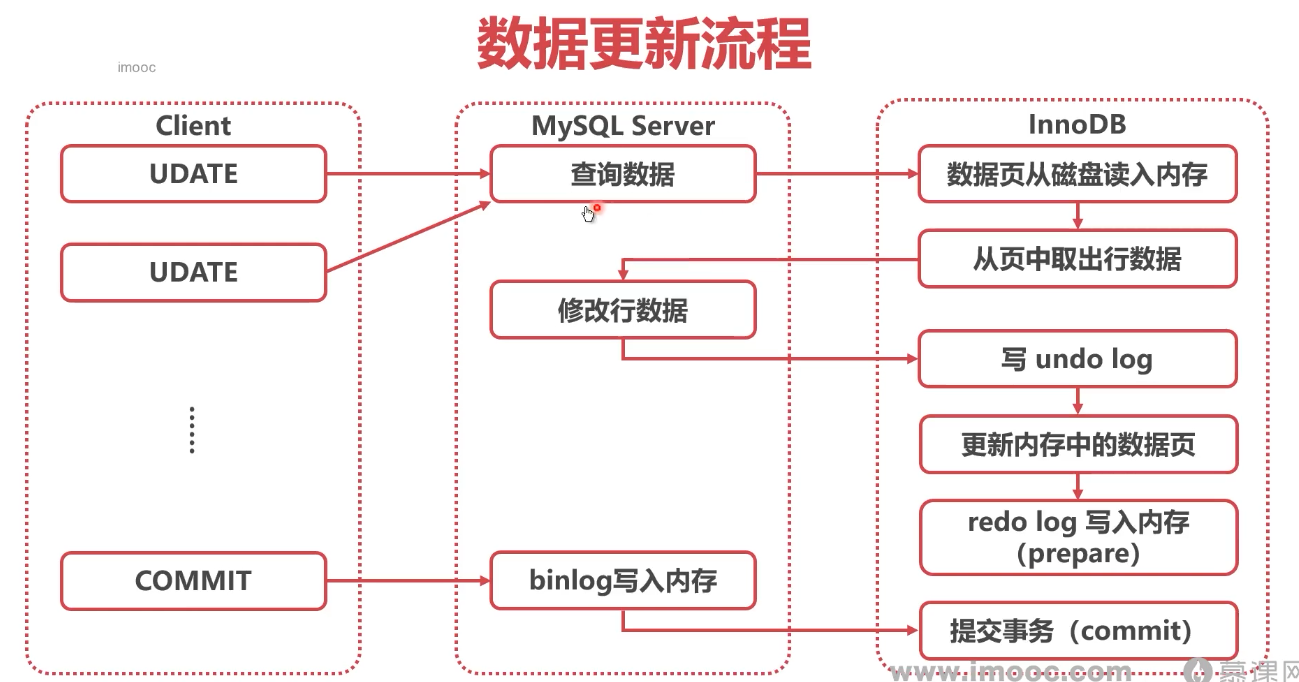 数据更新流程
imooc
Client
UDATE
UDATE
COMMIT
MySQL Server
查询数据
修改行数据
binlog写入内存
InnoDB
数据页从磁盘读入内存
从页中取出行数据
写 undo log
更新内存中的数据页
redo log 写入内存
（prepare）
提交事务（commit）
www.imooc.com
慕课网